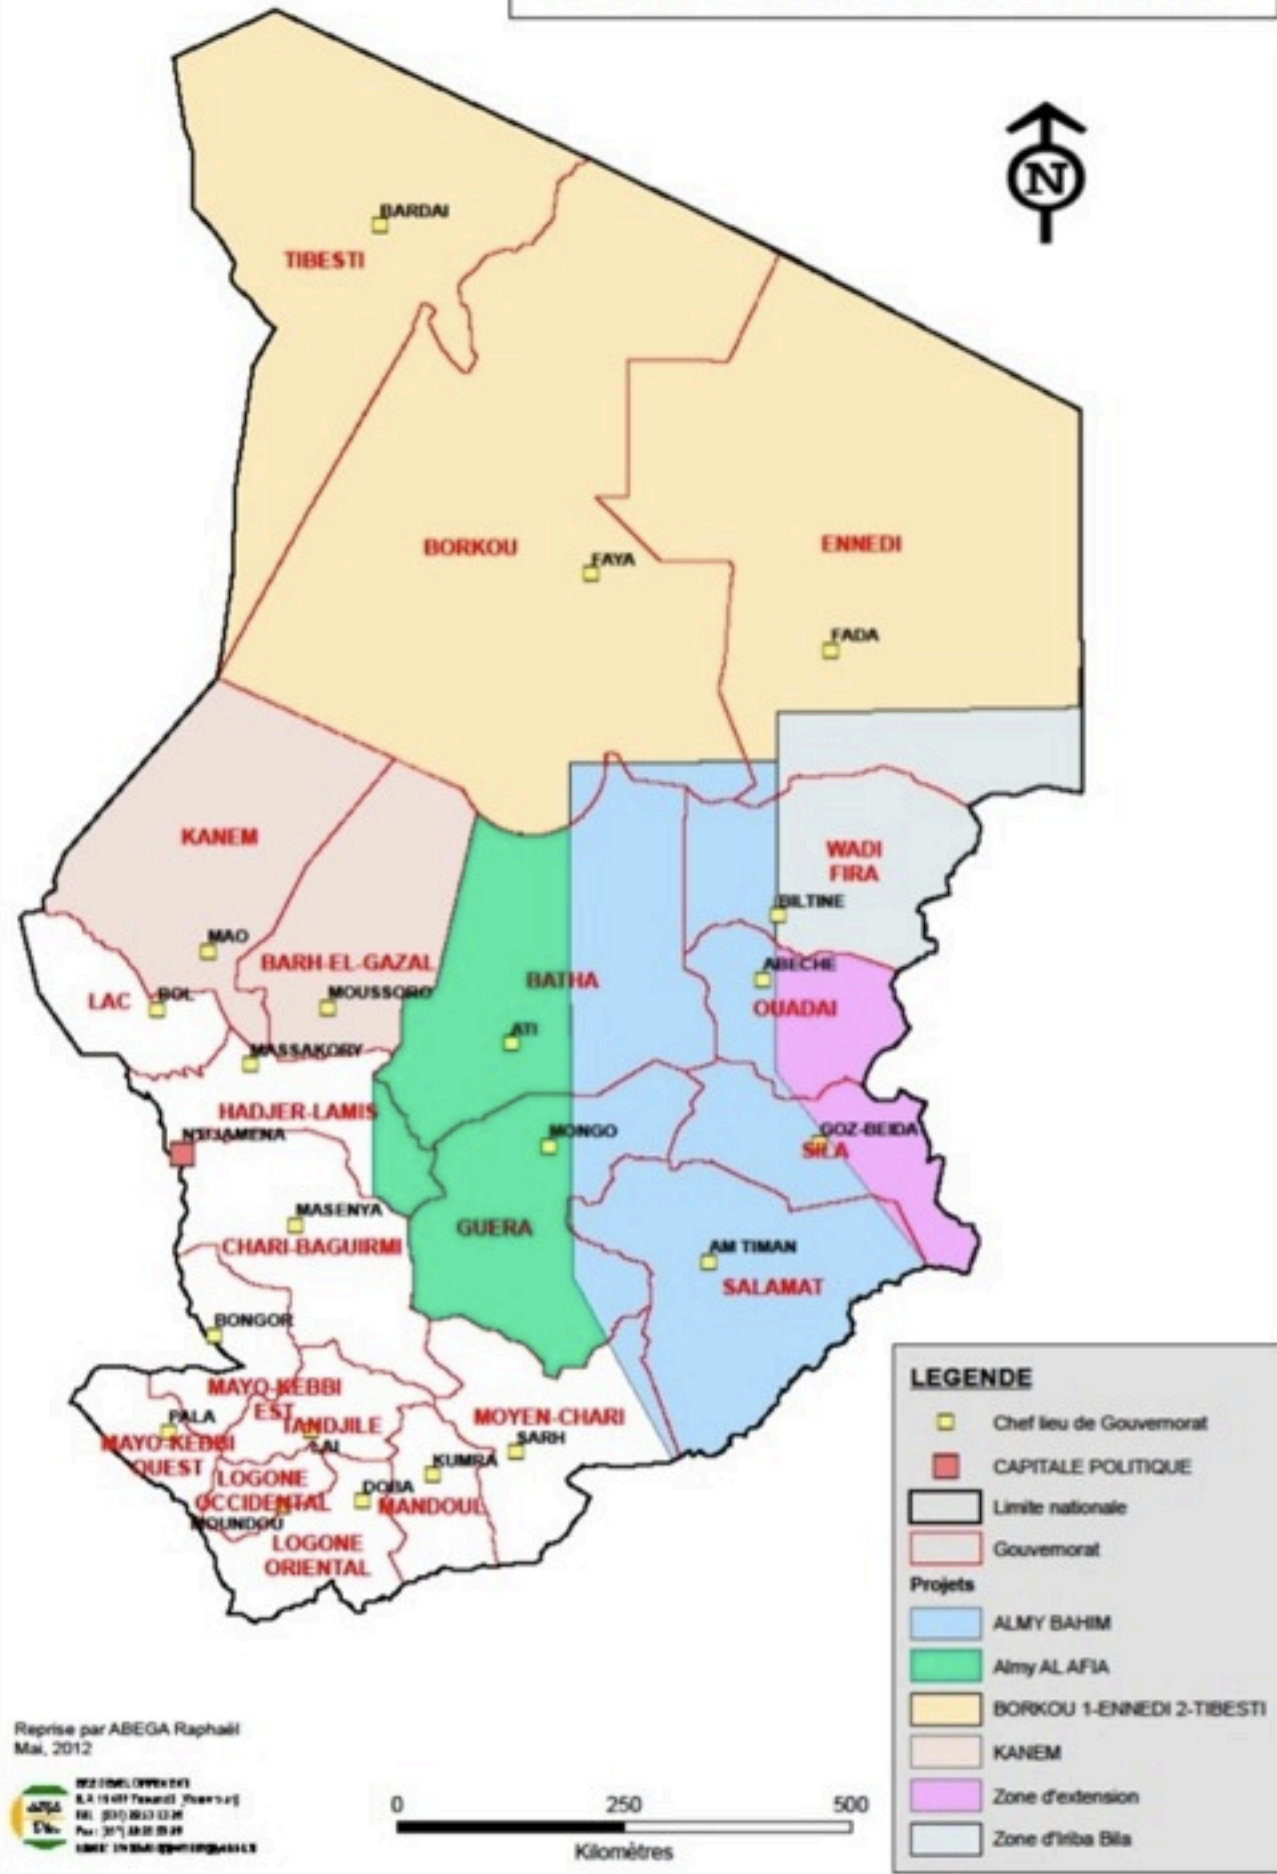 N
BARDAI
TIBESTI
BORKOU
ENNEDI
FAYA
FADA
KANEM
WADI
FIRA
BILTINE
MAO
BARH-EL-GAZAL
BATHA
ABECHE
LAC
BOL
MOUSSORO
OUADAI
ATI
MASSAKORY
HADJER-LAMIS
N'DJAMENA
MONGO
GOZ-BEIDA
SILA
MASENYA
GUERA
CHARI-BAGUIRMI
AM TIMAN
SALAMAT
BONGOR
MAYO-KEBBI
EST
TANDJILE
PALA
MOYEN-CHARI
MAYO-KEBBI
OUEST
LAI
SARH
KUMRA
LOGONE
OCCIDENTAL
DOBA
MANDOUL
MOUNDOU
LOGONE
ORIENTAL
LEGENDE
Chef lieu de Gouvernorat
CAPITALE POLITIQUE
Limite nationale
Gouvernorat
Projets
ALMY BAHIM
Almy AL AFIA
BORKOU 1-ENNEDI 2-TIBESTI
KANEM
Zone d'extension
Zone d'Iriba Bila
Reprise par ABEGA Raphaël
Mai, 2012
0 250 500
Kilomètres